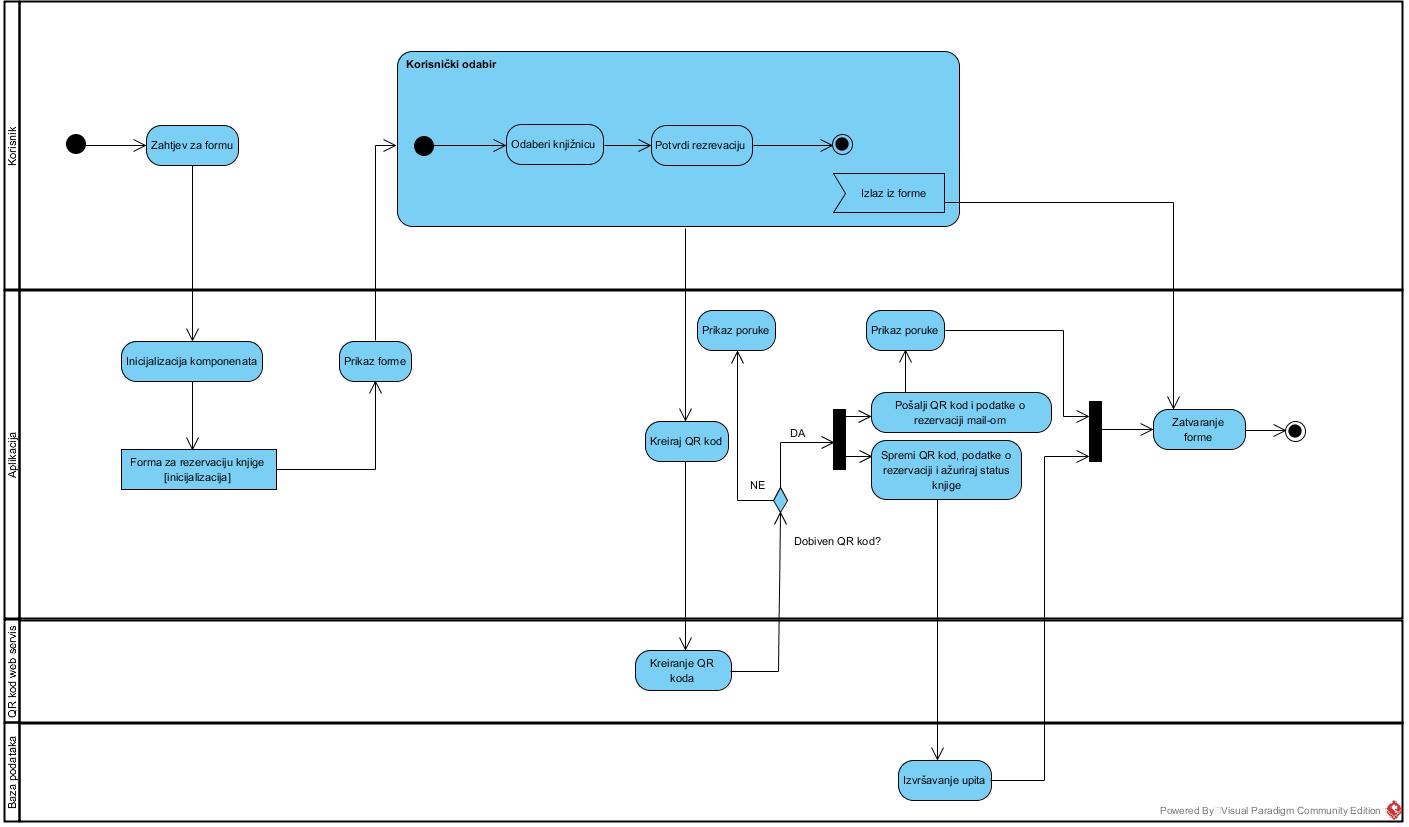 Korisnik
Korisnički odabir
Zahtjev za formu
Odaberi knjižnicu
Potvrdi rezrevaciju
Izlaz iz forme
Aplikacija
Inicijalizacija komponenata
Prikaz forme
Forma za rezervaciju knjige
[inicijalizacija]
Prikaz poruke
Prikaz poruke
Kreiraj QR kod
DA
NE
Dobiven QR kod?
Pošalji QR kod i podatke o
rezervaciji mail-om
Spremi QR kod, podatke o
rezervaciji i ažuriraj status
knjige
Zatvaranje
forme
QR kod web servis
Kreiranje QR
koda
Baza podataka
Izvršavanje upita
Powered By Visual Paradigm Community Edition